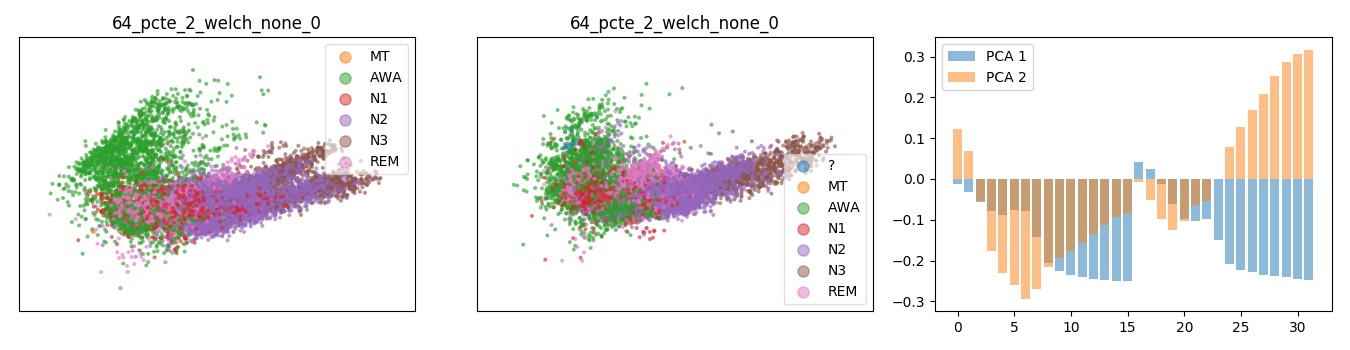 64_pcte_2_welch_none_0
MT
AWA
N1
N2
N3
REM
64_pcte_2_welch_none_0
?
MT
AWA
N1
N2
N3
REM
PCA 1
PCA 2
0.3
0.2
0.1
0.0
−0.1
−0.2
−0.3
0 5 10 15 20 25 30